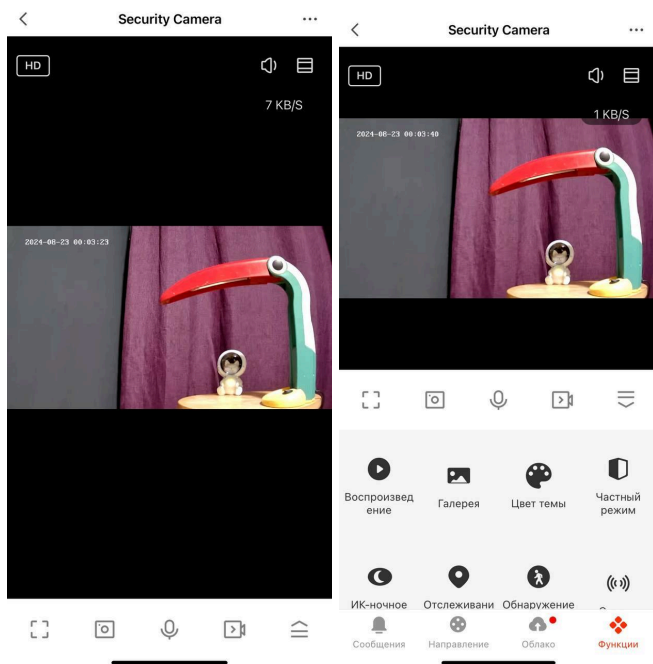 Security Camera
HD
7 KB/S
2024-08-23 00:03:23
Security Camera
HD
1 KB/S
2024-08-23 00:03:40
Воспроизвед
ение
Галерея
Цвет темы
Частный
режим
ИК-ночное
Отслеживани
Обнаружение
Сообщения
Направление
Облако
Функции